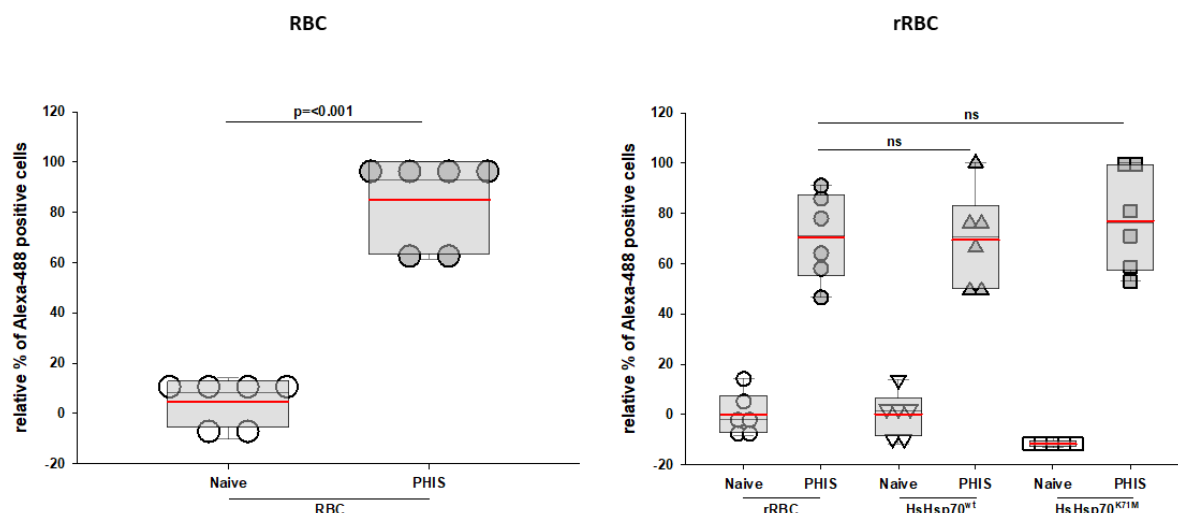 RBC
relative % of Alexa-488 positive cells
120
100
80
60
40
20
0
-20
p=<0.001
Naive
PHIS
RBC
rRBC
relative % of Alexa-488 positive cells
120
100
80
60
40
20
0
-20
ns
ns
Naive
PHIS
Naive
PHIS
Naive
PHIS
rRBC
HsHsp70wt
HsHsp70K71M